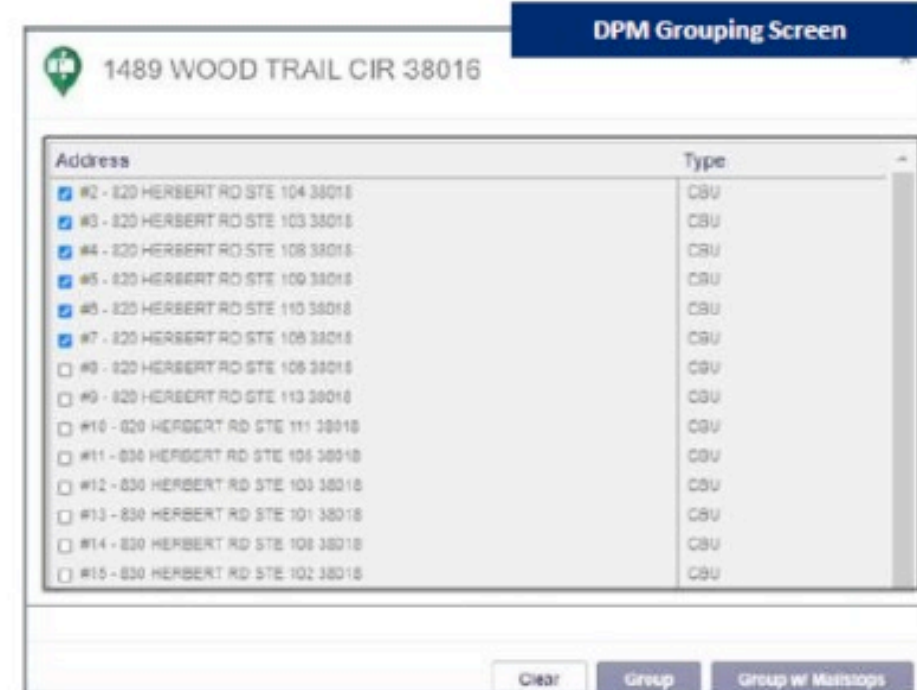 DPM Grouping Screen
1489 WOOD TRAIL CIR 38016
Address Type
#2 - 820 HERBERT RD STE 104 38018 CBU
#3 - 820 HERBERT RD STE 103 38018 CBU
#4 - 820 HERBERT RD STE 108 38018 CBU
#5 - 820 HERBERT RD STE 109 38018 CBU
#6 - 820 HERBERT RD STE 110 38018 CBU
#7 - 820 HERBERT RD STE 38018 CBU
#8 - 820 HERBERT RD STE 38018 CBU
#9 - 820 HERBERT RD STE 113 38018 CBU
#10 - 820 HERBERT RD STE 111 38018 CBU
#11 - 830 HERBERT RD STE 38018 CBU
#12 - 830 HERBERT RD STE 38018 CBU
#13 - 830 HERBERT RD STE 101 38018 CBU
#14 - 830 HERBERT RD STE 38018 CBU
#15 - 830 HERBERT RD STE 102 38018 CBU
Clear Group Group w/ Mailstops